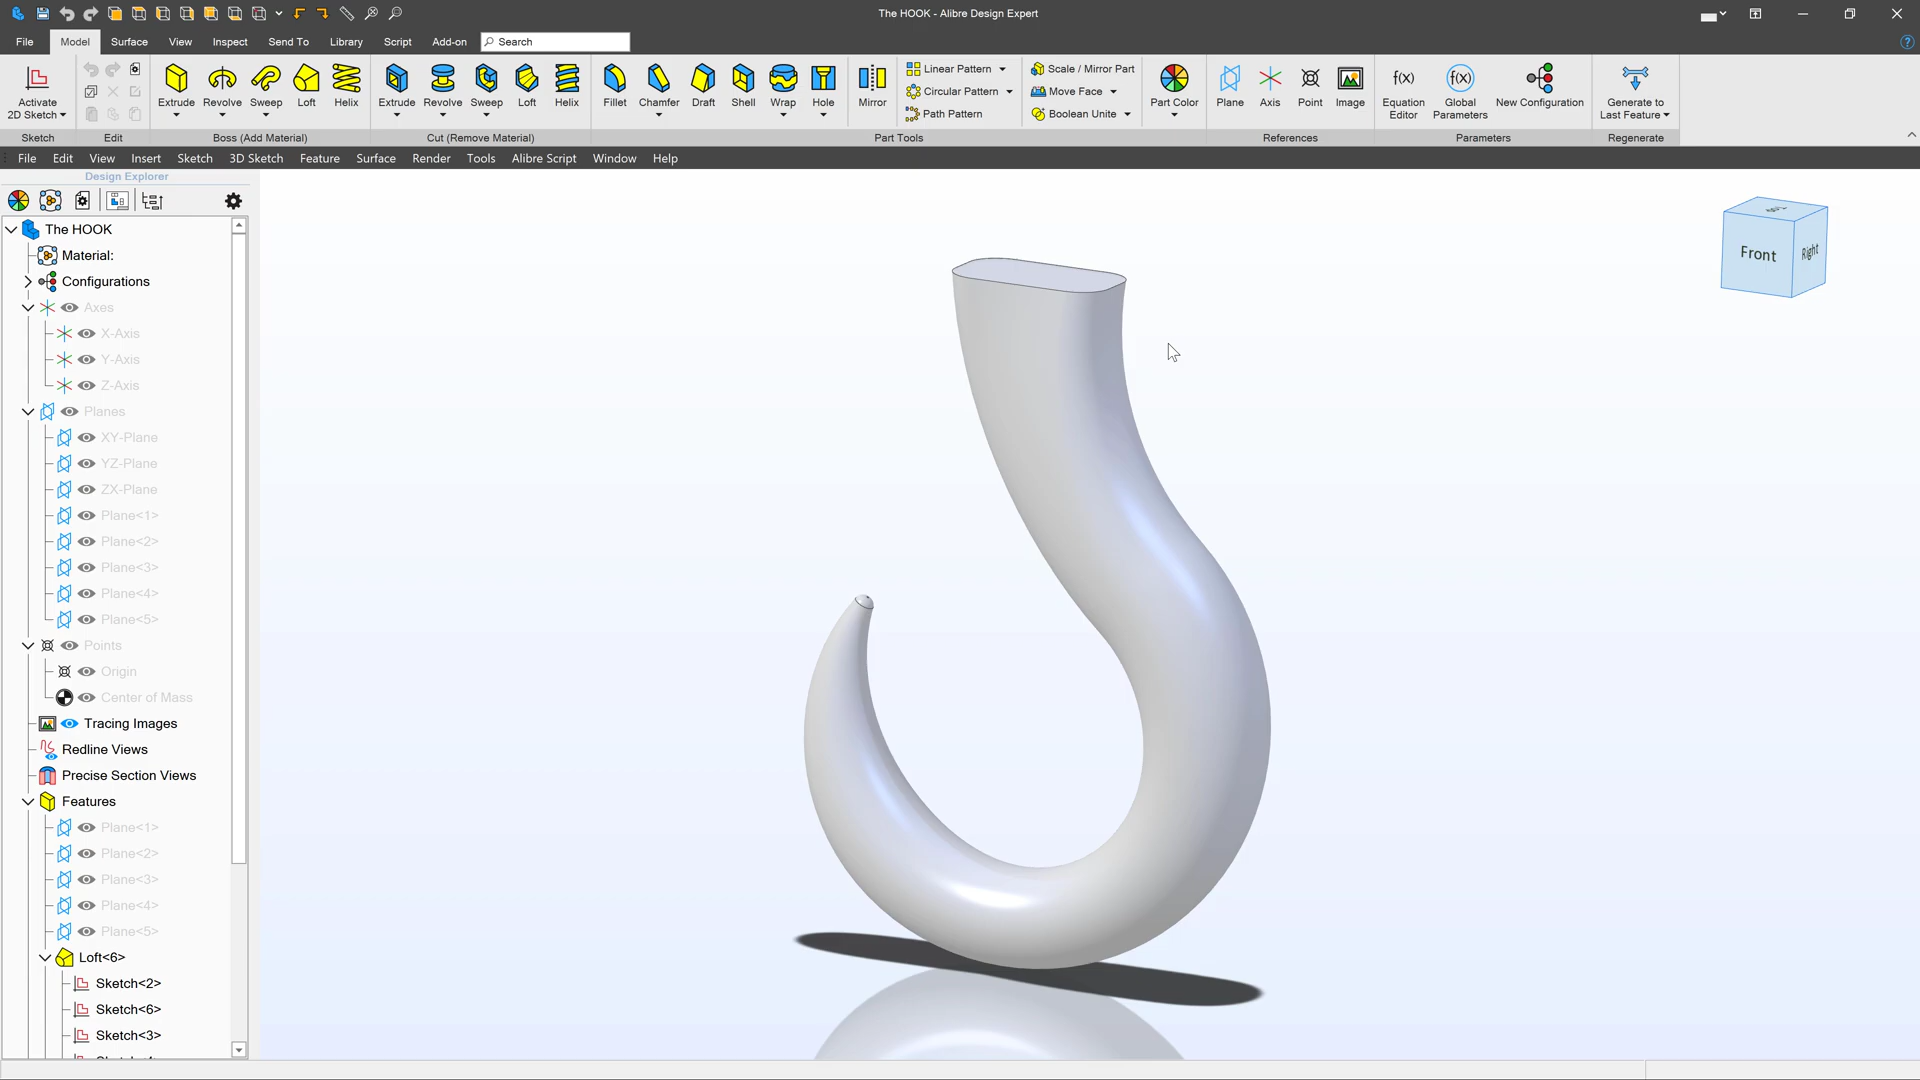 The HOOK - Alibre Design Expert
File Model Surface View Inspect Send To Library Script Add-on Search
Activate 2D Sketch
Extrude Revolve Sweep Loft Helix
Extrude Revolve Sweep Loft Helix
Fillet Chamfer Draft Shell Wrap Hole Mirror
Linear Pattern
Circular Pattern
Path Pattern
Scale / Mirror Part
Move Face
Boolean Unite
Part Color
Plane Axis Point Image
Equation Editor
Global Parameters
New Configuration
Generate to Last Feature
Sketch Edit Boss (Add Material) Cut (Remove Material) Part Tools References Parameters Regenerate
File Edit View Insert Sketch 3D Sketch Feature Surface Render Tools Alibre Script Window Help
Design Explorer
The HOOK
Material:
Configurations
Axes
X-Axis
Y-Axis
Z-Axis
Planes
XY-Plane
YZ-Plane
ZX-Plane
Plane<1>
Plane<2>
Plane<3>
Plane<4>
Plane<5>
Points
Origin
Center of Mass
Tracing Images
Redline Views
Precise Section Views
Features
Plane<1>
Plane<2>
Plane<3>
Plane<4>
Plane<5>
Loft<6>
Sketch<2>
Sketch<6>
Sketch<3>
Top
Front
Right
f(x)
f(x)